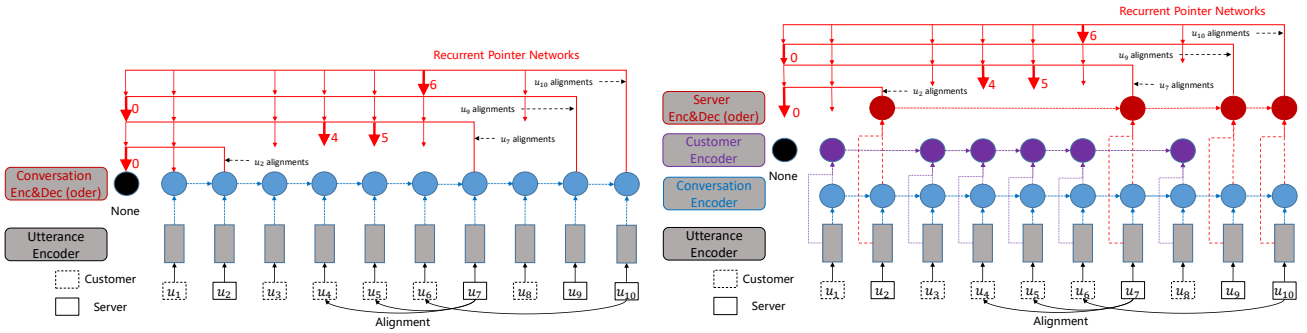 Recurrent Pointer Networks
u10 alignments
6
u9 alignments
0
4
5
u7 alignments
0
u2 alignments
Conversation
Enc&Dec (oder)
None
Utterance
Encoder
Customer
Server
u1
u2
u3
u4
u5
u6
u7
u8
u9
u10
Alignment
Recurrent Pointer Networks
u10 alignments
6
u9 alignments
0
4
5
u7 alignments
u2 alignments
0
Server
Enc&Dec (oder)
Customer
Encoder
None
Conversation
Encoder
Utterance
Encoder
Customer
Server
u1
u2
u3
u4
u5
u6
u7
u8
u9
u10
Alignment